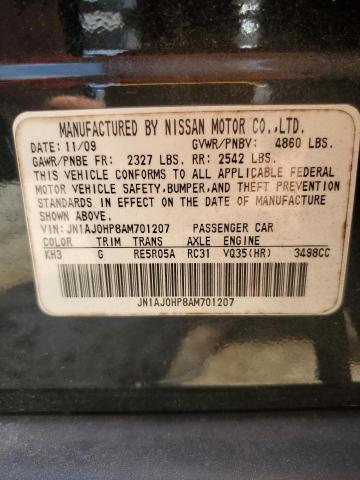 MANUFACTURED BY NISSAN MOTOR CO.,LTD.
DATE: 11/09 GVWR/PNBV: 4860 LBS.
GAWR/PNBE FR: 2327 LBS. RR: 2542 LBS.
THIS VEHICLE CONFORMS TO ALL APPLICABLE FEDERAL
MOTOR VEHICLE SAFETY,BUMPER,AND THEFT PREVENTION
STANDARDS IN EFFECT ON THE DATE OF MANUFACTURE
SHOWN ABOVE.
VIN: JN1AJ0HP8AM701207 PASSENGER CAR
COLOR TRIM TRANS AXLE ENGINE
KH3 G RE5R05A RC31 VQ35(HR) 3498CC
JN1AJ0HP8AM701207